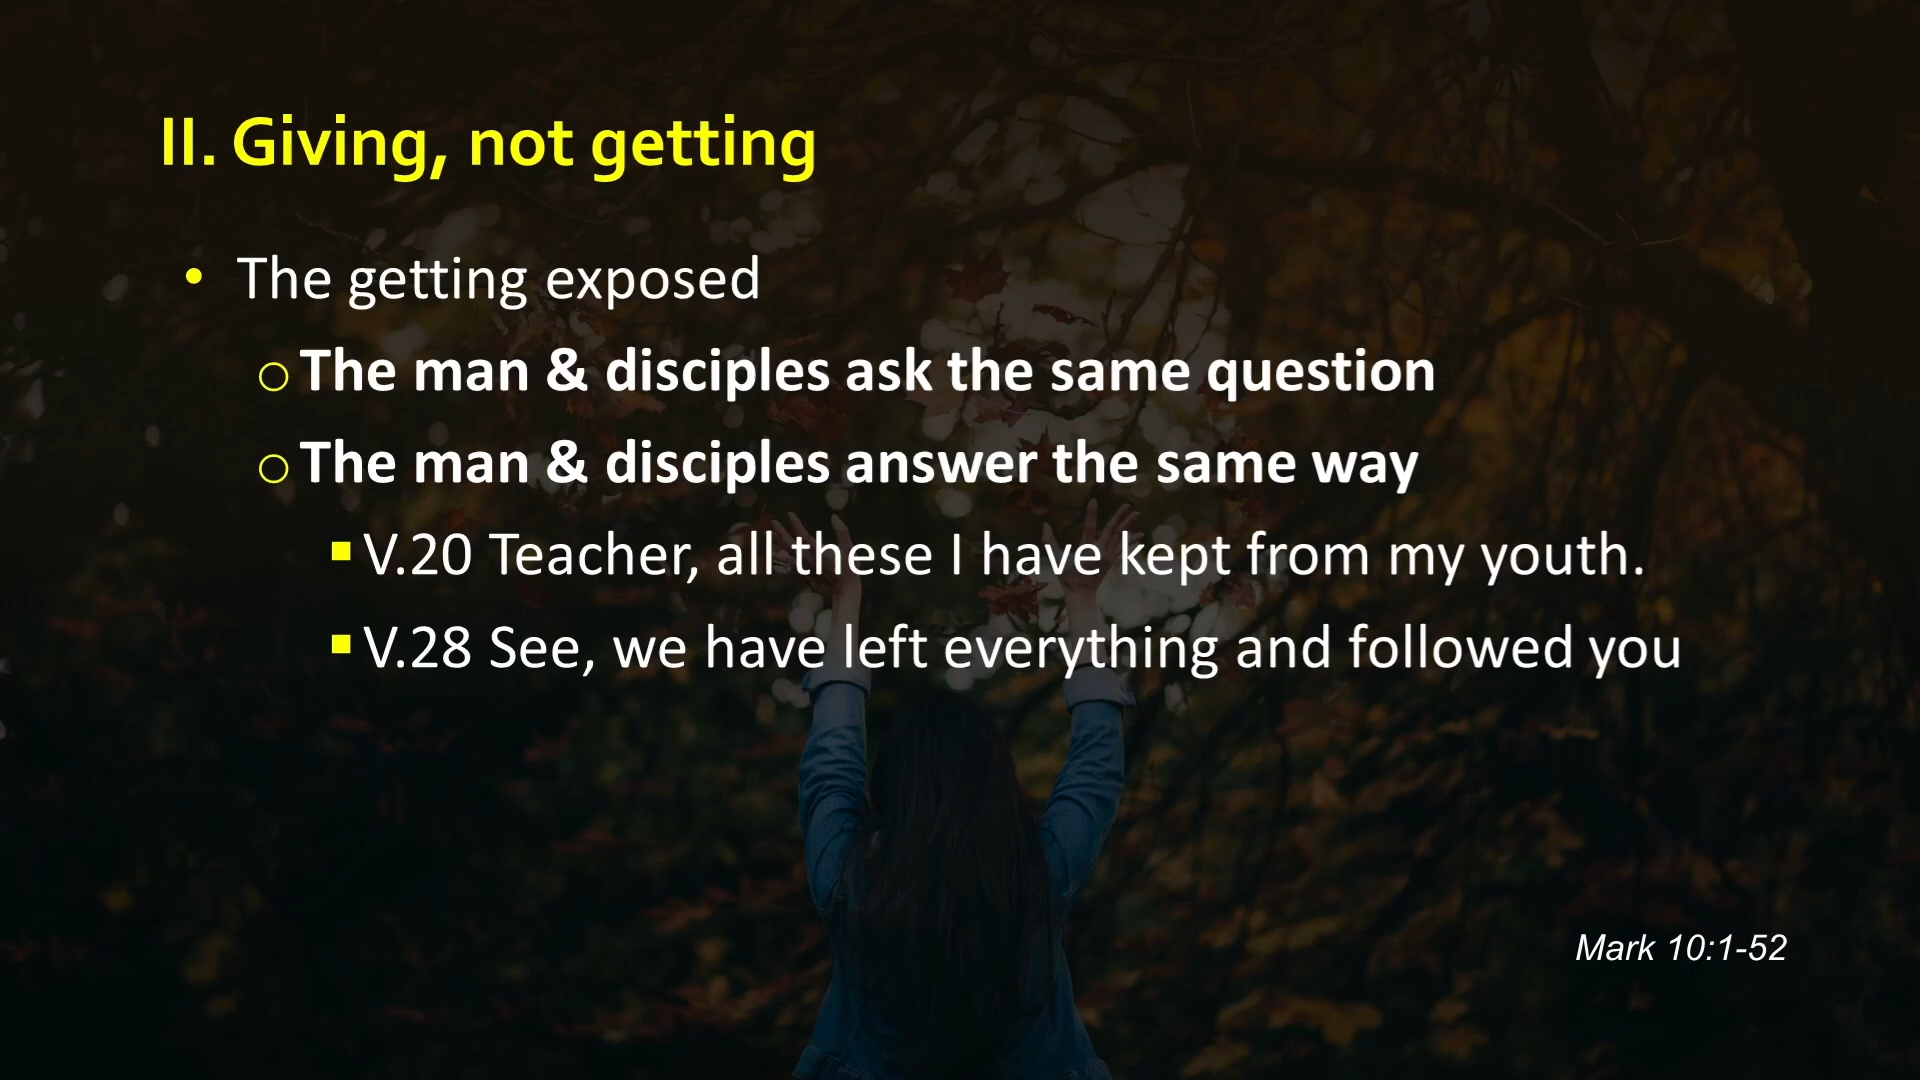 II. Giving, not getting
• The getting exposed
o The man & disciples ask the same question
o The man & disciples answer the same way
▪ V.20 Teacher, all these I have kept from my youth.
▪ V.28 See, we have left everything and followed you
Mark 10:1-52